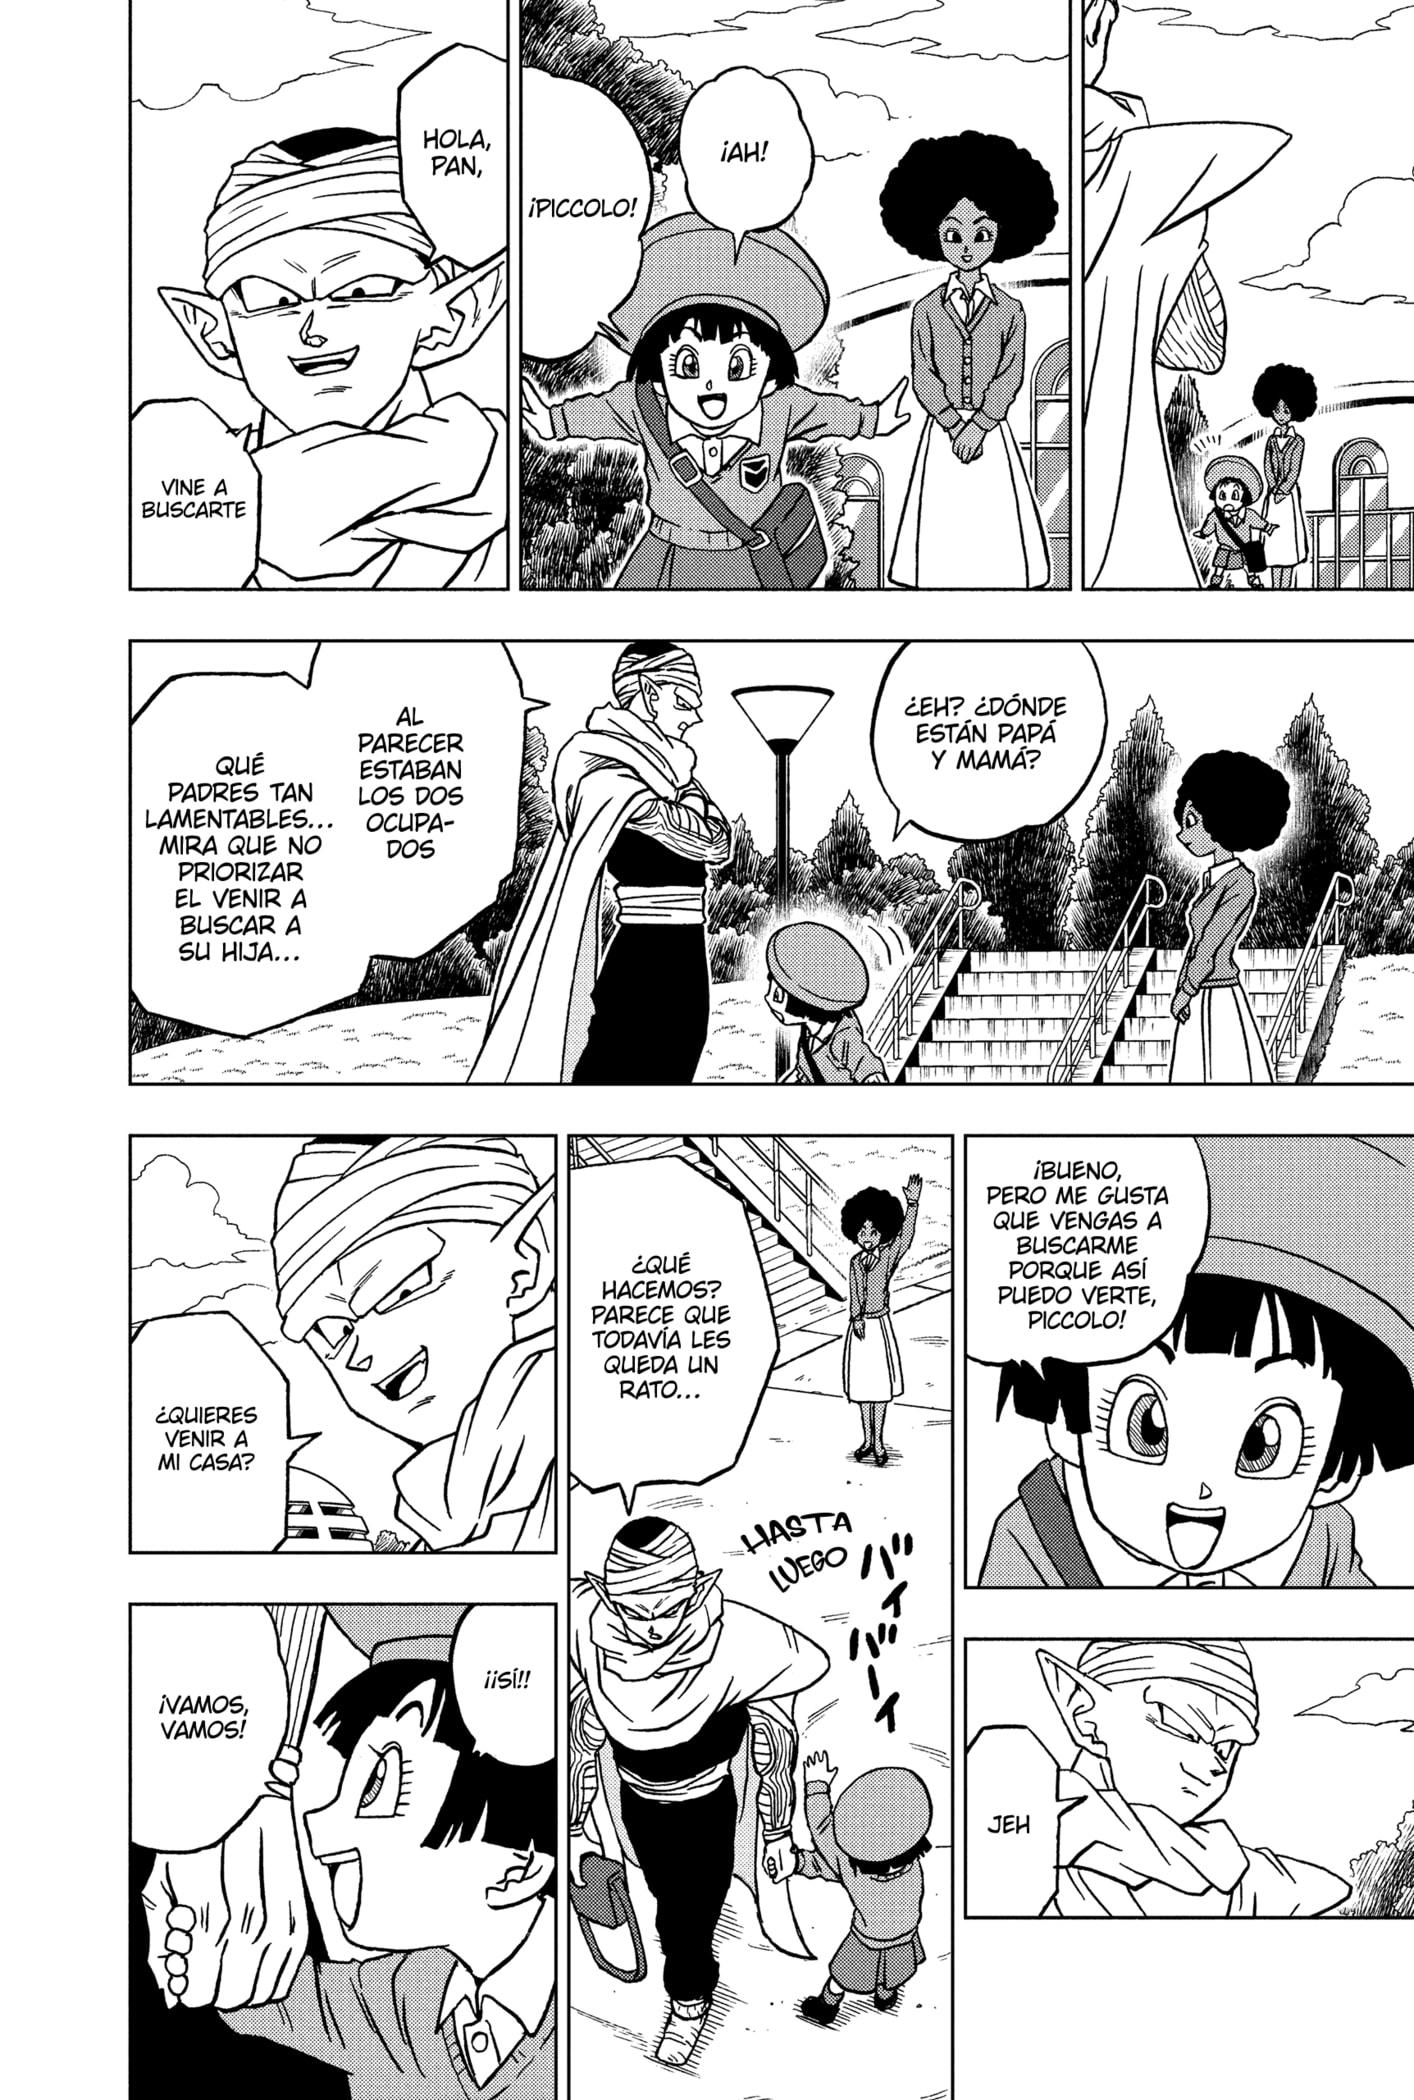 ¡AH!
¡PICCOLO!
HOLA,
PAN,
VINE A
BUSCARTE
¿EH? ¿DÓNDE
ESTÁN PAPÁ
Y MAMÁ?
AL
PARECER
ESTABAN
LOS DOS
OCUPA-
DOS
QUÉ
PADRES TAN
LAMENTABLES...
MIRA QUE NO
PRIORIZAR
EL VENIR A
BUSCAR A
SU HIJA...
¡BUENO,
PERO ME GUSTA
QUE VENGAS A
BUSCARME
PORQUE ASÍ
PUEDO VERTE,
PICCOLO!
JEH
¿QUÉ
HACEMOS?
PARECE QUE
TODAVÍA LES
QUEDA UN
RATO...
HASTA
LUEGO
バイ
バーイ
¿QUIERES
VENIR A
MI CASA?
¡¡SÍ!!
¡VAMOS,
VAMOS!